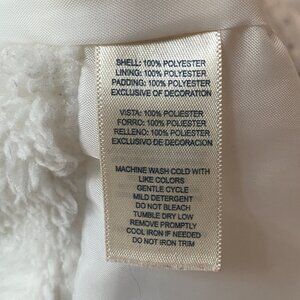 SHELL: 100% POLYESTER
LINING: 100% POLYESTER
PADDING: 100% POLYESTER
EXCLUSIVE OF DECORATION
VISTA: 100% POLIESTER
FORRO: 100% POLIESTER
RELLENO: 100% POLIESTER
EXCLUSIVO DE DECORACION
MACHINE WASH COLD WITH
LIKE COLORS
GENTLE CYCLE
MILD DETERGENT
DO NOT BLEACH
TUMBLE DRY LOW
REMOVE PROMPTLY
COOL IRON IF NEEDED
DO NOT IRON TRIM